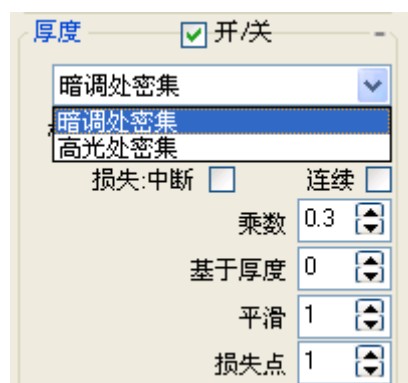 厚度 开/关 -
暗调处密集
暗调处密集
高光处密集
损失:中断 连续
乘数 0.3
基于厚度 0
平滑 1
损失点 1